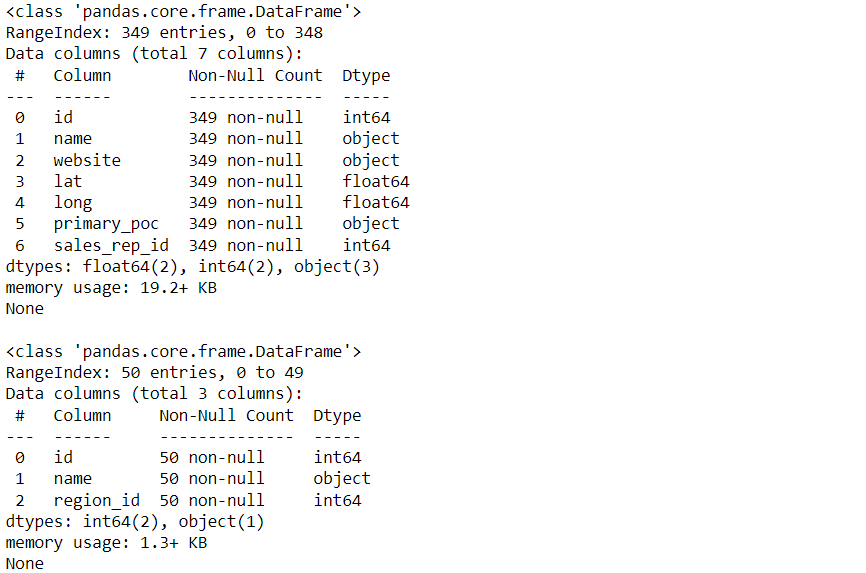 <class 'pandas.core.frame.DataFrame'>
RangeIndex: 349 entries, 0 to 348
Data columns (total 7 columns):
 #   Column        Non-Null Count  Dtype
---  ------        --------------  -----
 0   id            349 non-null    int64
 1   name          349 non-null    object
 2   website       349 non-null    object
 3   lat           349 non-null    float64
 4   long          349 non-null    float64
 5   primary_poc   349 non-null    object
 6   sales_rep_id  349 non-null    int64
dtypes: float64(2), int64(2), object(3)
memory usage: 19.2+ KB
None

<class 'pandas.core.frame.DataFrame'>
RangeIndex: 50 entries, 0 to 49
Data columns (total 3 columns):
 #   Column     Non-Null Count  Dtype
---  ------     --------------  -----
 0   id         50 non-null     int64
 1   name       50 non-null     object
 2   region_id  50 non-null     int64
dtypes: int64(2), object(1)
memory usage: 1.3+ KB
None